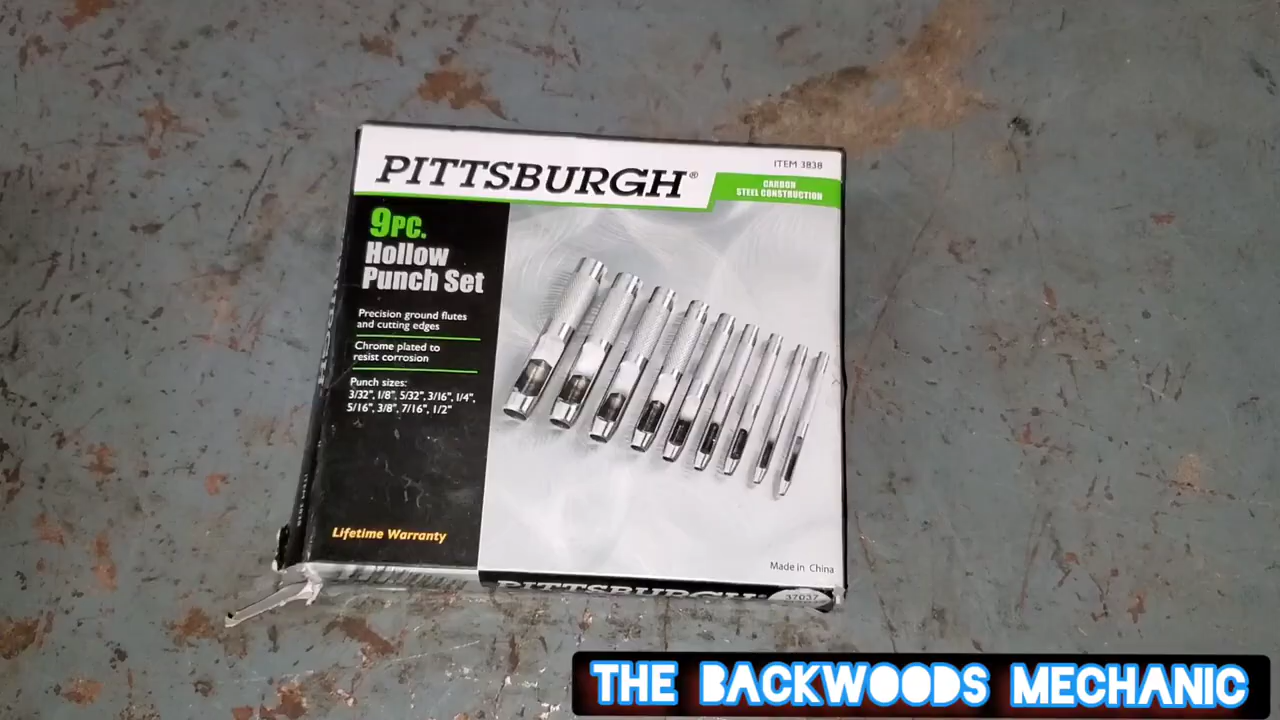 PITTSBURGH®
ITEM 3838
CARBON
STEEL CONSTRUCTION
9PC.
Hollow
Punch Set
Precision ground flutes
and cutting edges
Chrome plated to
resist corrosion
Punch sizes:
3/32", 1/8", 5/32", 3/16", 1/4",
5/16", 3/8", 7/16", 1/2"
Lifetime Warranty
Made in China
PITTSBURGH
37037
THE BACKWOODS MECHANIC